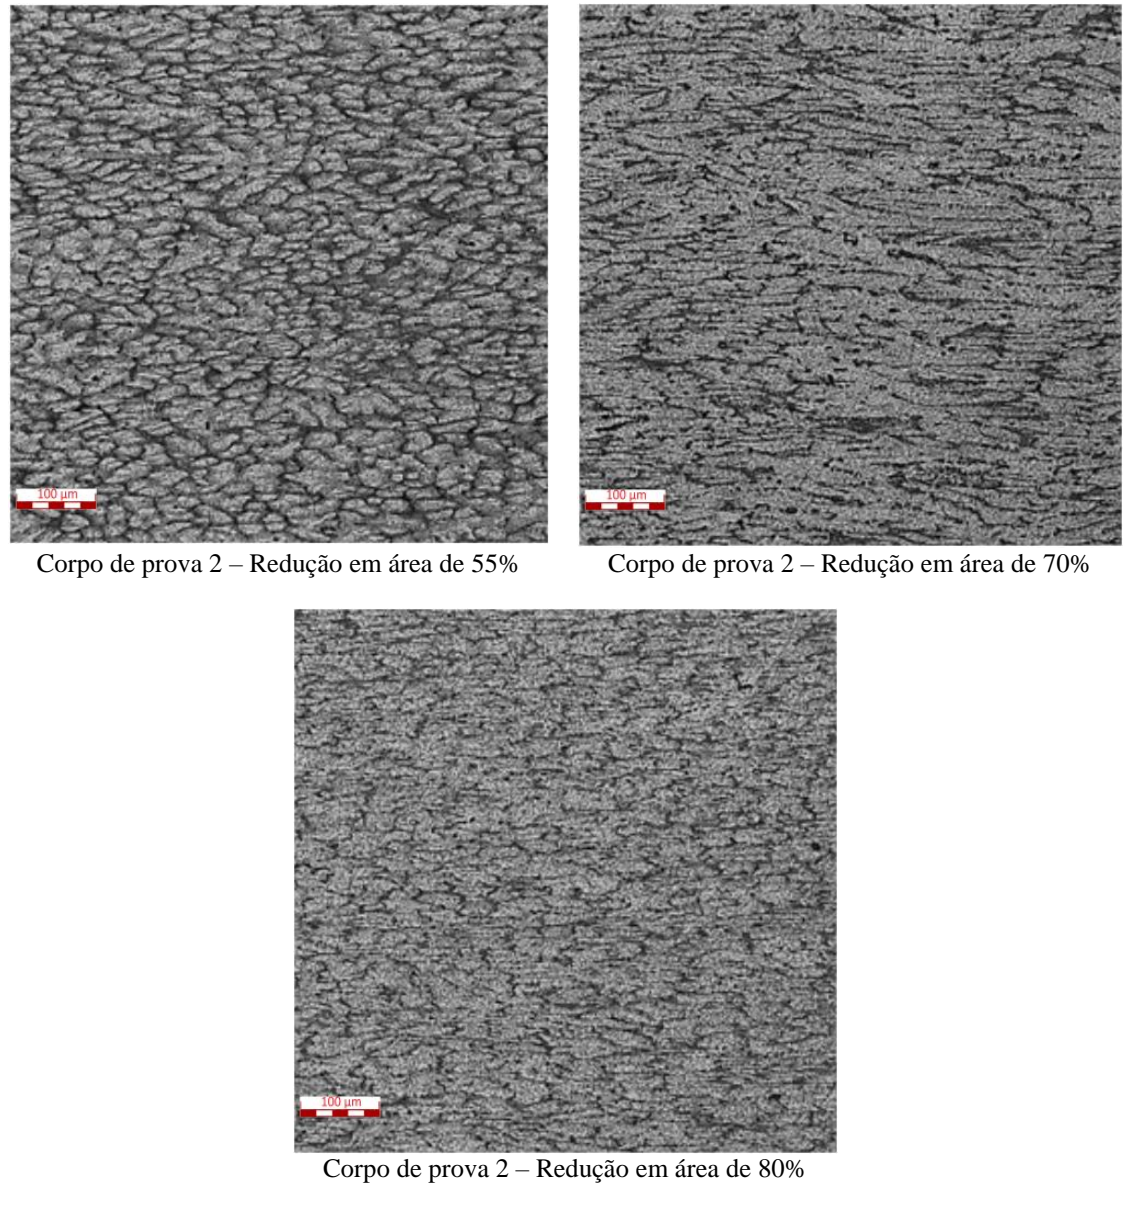 100 µm
100 µm
Corpo de prova 2 – Redução em área de 55%
Corpo de prova 2 – Redução em área de 70%
100 µm
Corpo de prova 2 – Redução em área de 80%